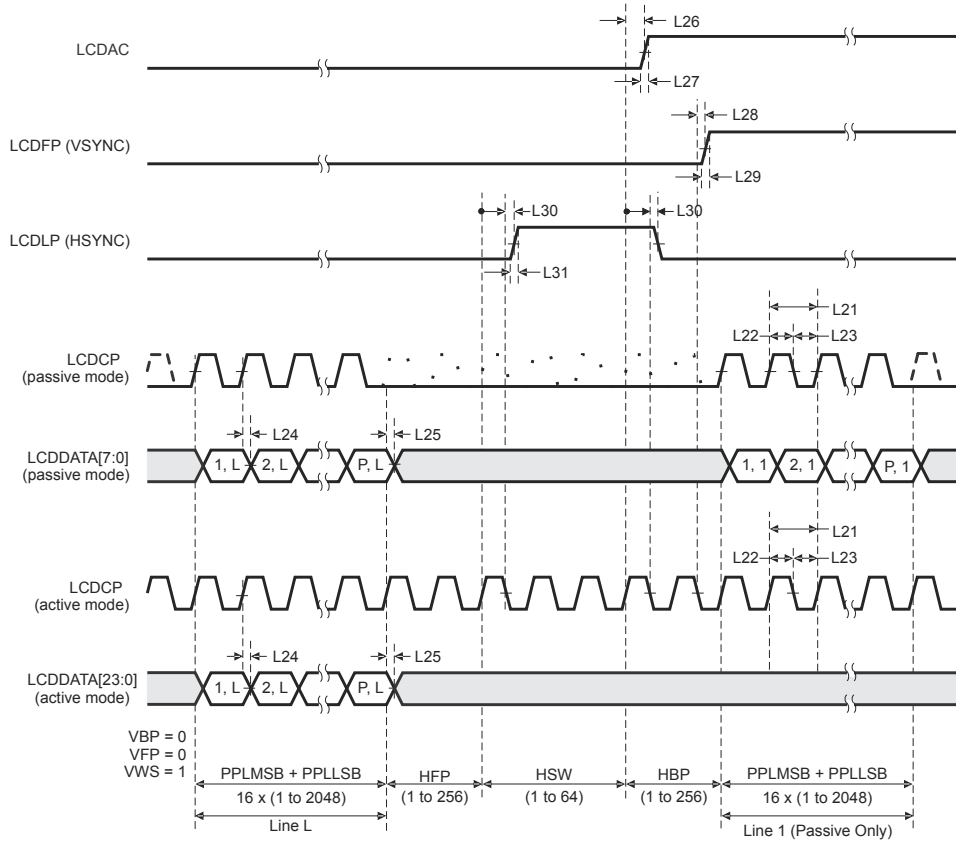 L26
LCDAC
L27
L28
LCDFP (VSYNC)
L29
L30
L30
LCDLP (HSYNC)
L31
L21
L22
L23
LCDCP
(passive mode)
L24
L25
LCDDATA[7:0]
(passive mode)
1, L
2, L
P, L
1, 1
2, 1
P, 1
L21
L22
L23
LCDCP
(active mode)
L24
L25
LCDDATA[23:0]
(active mode)
1, L
2, L
P, L
VBP = 0
VFP = 0
VWS = 1
PPLMSB + PPLLSB
16 x (1 to 2048)
Line L
HFP
(1 to 256)
HSW
(1 to 64)
HBP
(1 to 256)
PPLMSB + PPLLSB
16 x (1 to 2048)
Line 1 (Passive Only)